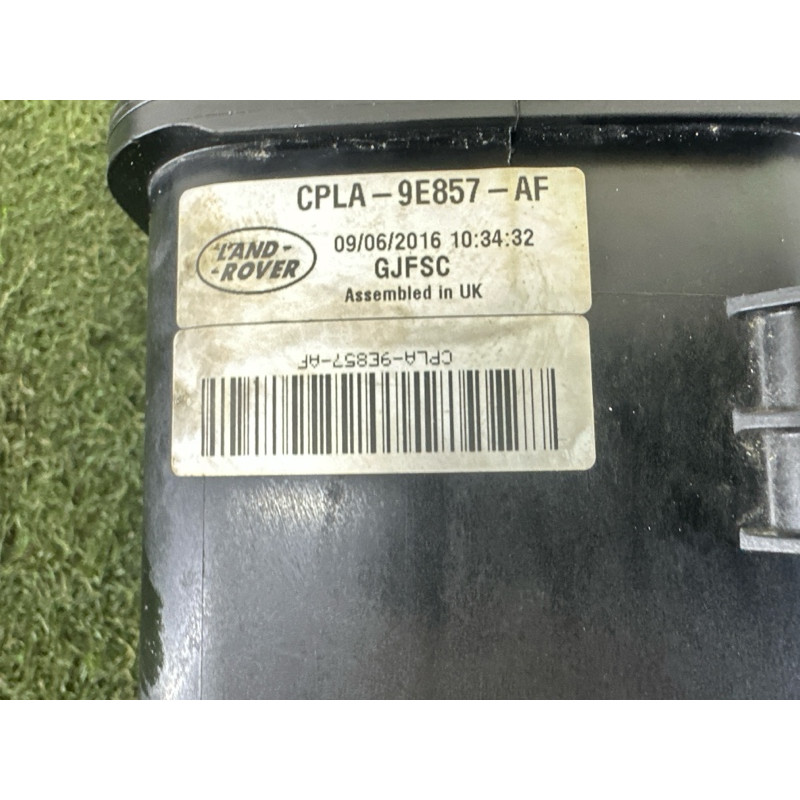 CPLA-9E857-AF
LAND-
-ROVER
09/06/2016 10:34:32
GJFSC
Assembled in UK
CPLA-9E857-AF